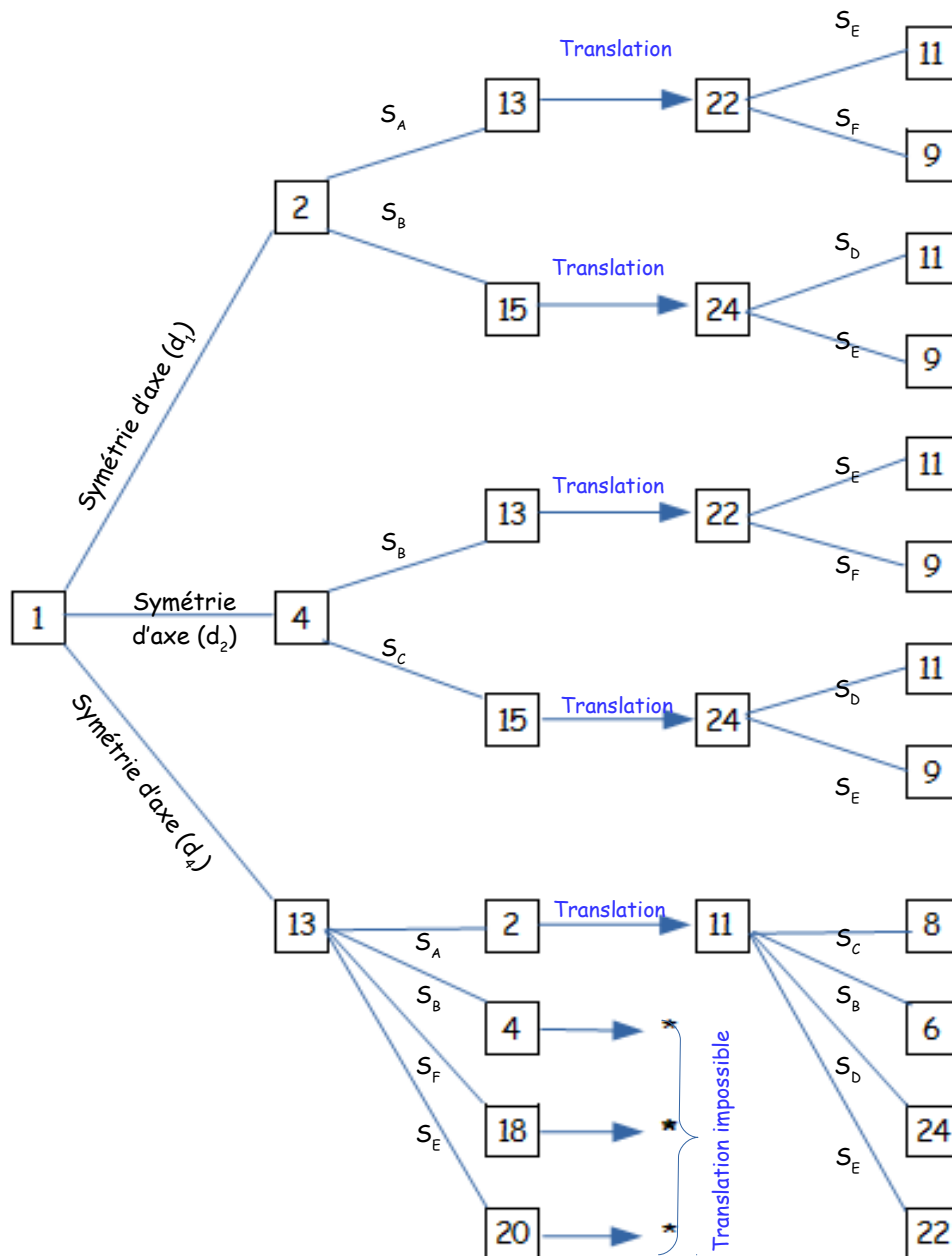 S_E
Translation
11
13
22
S_A
S_F
9
2
S_B
S_D
Translation
11
15
24
S_E
9
Symétrie d'axe (d_1)
S_E
11
Translation
13
22
S_B
S_F
9
1
Symétrie
d'axe (d_2)
4
S_C
11
S_D
Translation
15
24
9
S_E
Symétrie d'axe (d_4)
13
2
Translation
11
8
S_A
S_C
S_B
S_B
4
*
6
S_F
S_D
18
*
24
S_E
S_E
20
*
22
Translation impossible